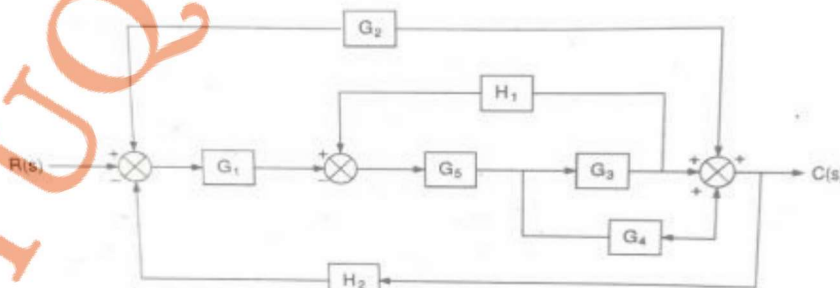 G₂
H₁
R(s)
G₁
G₅
G₃
C(s
G₄
H₂
+
−
+
−
+
+
+